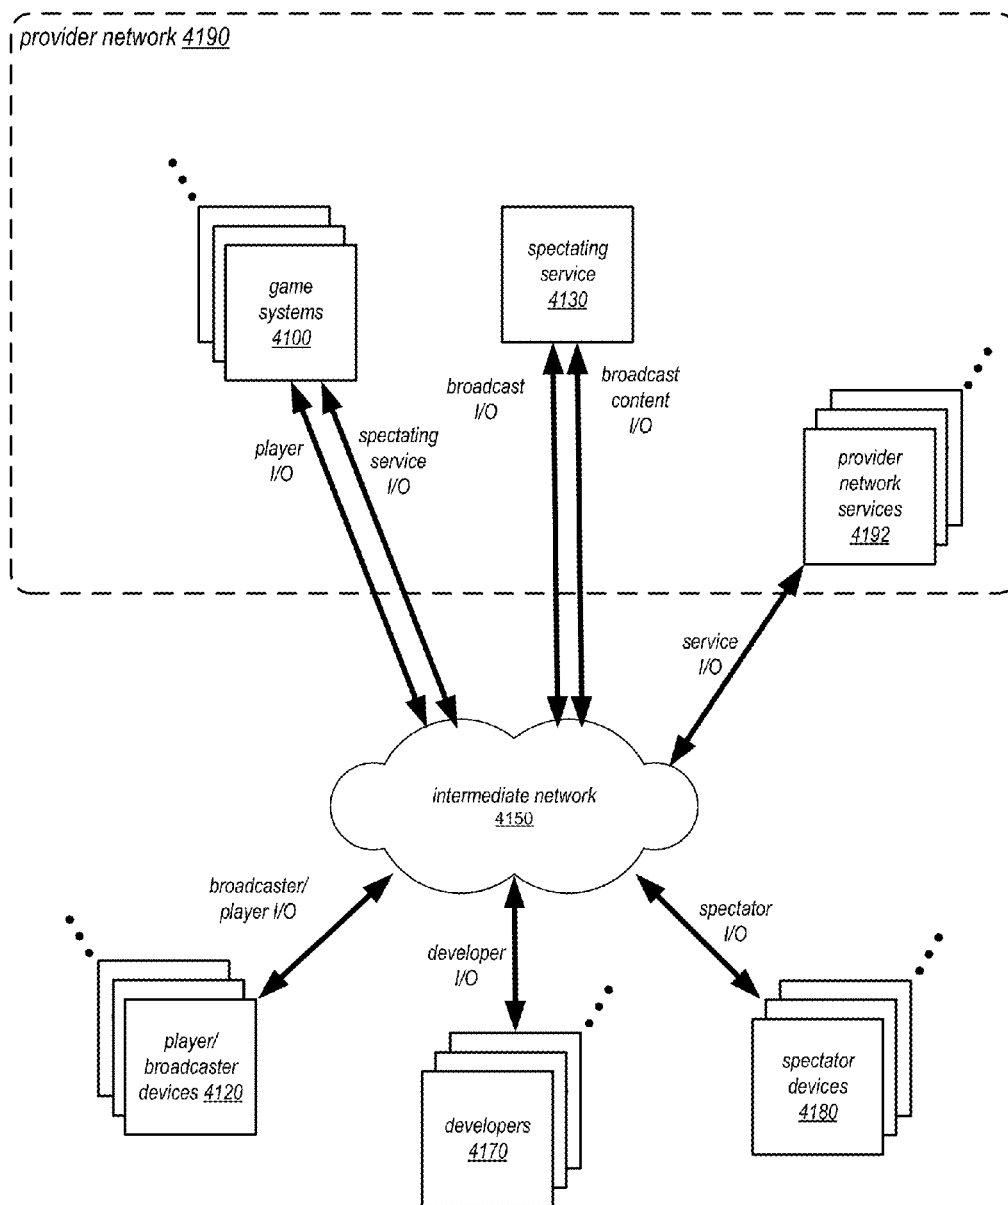 provider network 4190
game
systems
4100
spectating
service
4130
player
I/O
spectating
service
I/O
broadcast
I/O
broadcast
content
I/O
provider
network
services
4192
service
I/O
intermediate network
4150
broadcaster/
player I/O
developer
I/O
spectator
I/O
player/
broadcaster
devices 4120
developers
4170
spectator
devices
4180